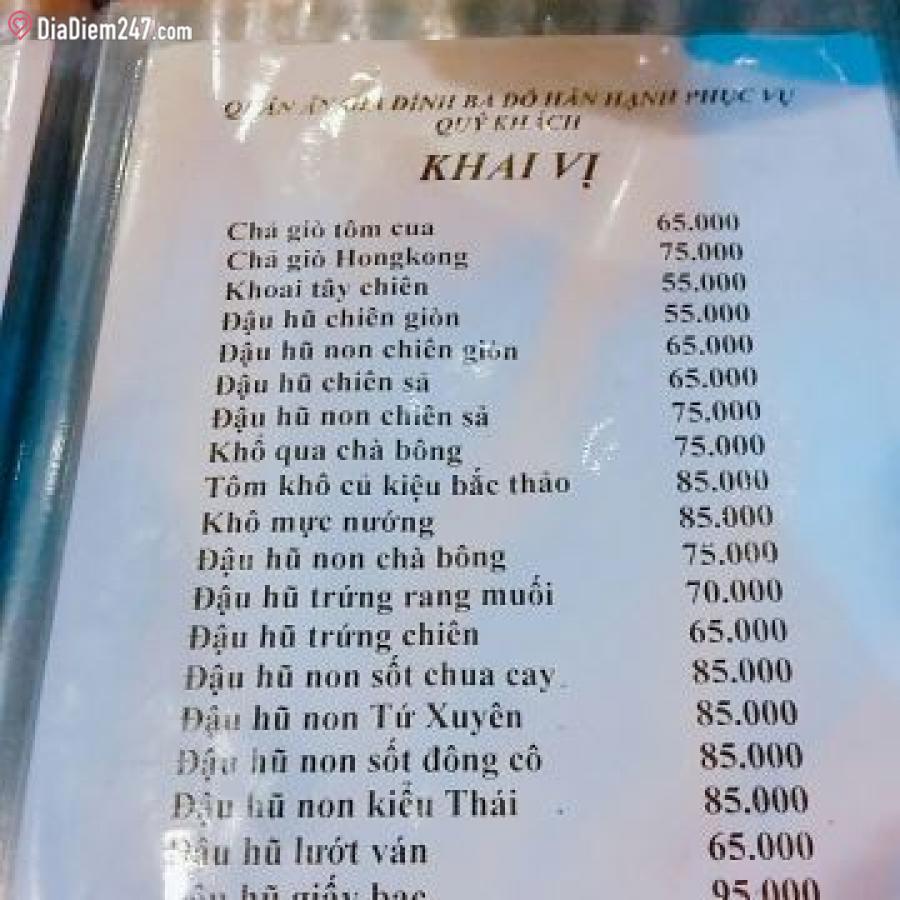 DiaDiem247.com
QUÁN ĂN GIA ĐÌNH BA ĐÔ HÂN HẠNH PHỤC VỤ
QUÝ KHÁCH
KHAI VỊ
Chả giò tôm cua 65.000
Chả giò Hongkong 75.000
Khoai tây chiên 55.000
Đậu hũ chiên giòn 55.000
Đậu hũ non chiên giòn 65.000
Đậu hũ chiên sả 65.000
Đậu hũ non chiên sả 75.000
Khổ qua chà bông 75.000
Tôm khô củ kiệu bắc thảo 85.000
Khô mực nướng 85.000
Đậu hũ non chà bông 75.000
Đậu hũ trứng rang muối 70.000
Đậu hũ trứng chiên 65.000
Đậu hũ non sốt chua cay 85.000
Đậu hũ non Tứ Xuyên 85.000
Đậu hũ non sốt đông cô 85.000
Đậu hũ non kiểu Thái 85.000
Đậu hũ lướt ván 65.000
Đậu hũ giấy bạc 95.000